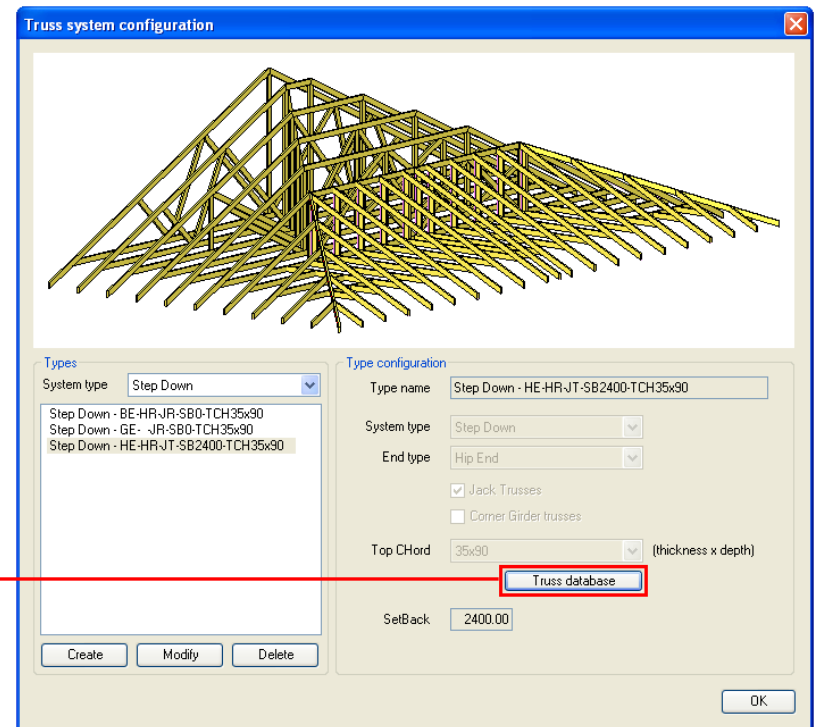 Truss system configuration
Types
System type Step Down
Step Down - BE-HR-JR-SB0-TCH35x90
Step Down - GE- -JR-SB0-TCH35x90
Step Down - HE-HR-JT-SB2400-TCH35x90
Create Modify Delete
Type configuration
Type name Step Down - HE-HR-JT-SB2400-TCH35x90
System type Step Down
End type Hip End
Jack Trusses
Corner Girder trusses
Top CHord 35x90 (thickness x depth)
Truss database
SetBack 2400.00
OK